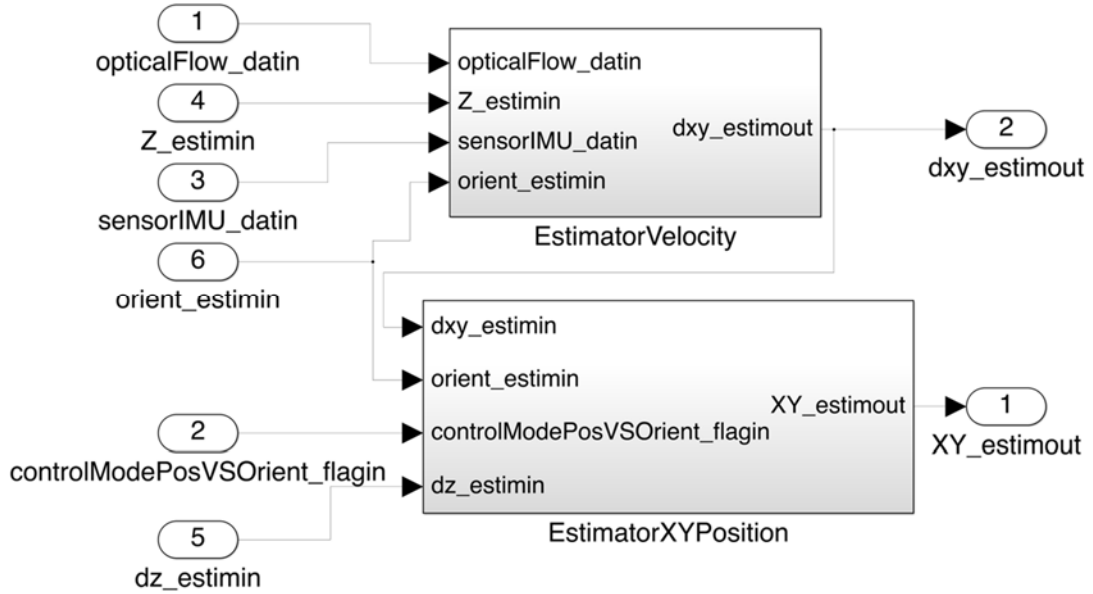 1
opticalFlow_datin
4
Z_estimin
3
sensorIMU_datin
6
orient_estimin
opticalFlow_datin
Z_estimin
sensorIMU_datin
orient_estimin
dxy_estimout
EstimatorVelocity
2
dxy_estimout
2
controlModePosVSOrient_flagin
5
dz_estimin
dxy_estimin
orient_estimin
controlModePosVSOrient_flagin
dz_estimin
XY_estimout
EstimatorXYPosition
1
XY_estimout